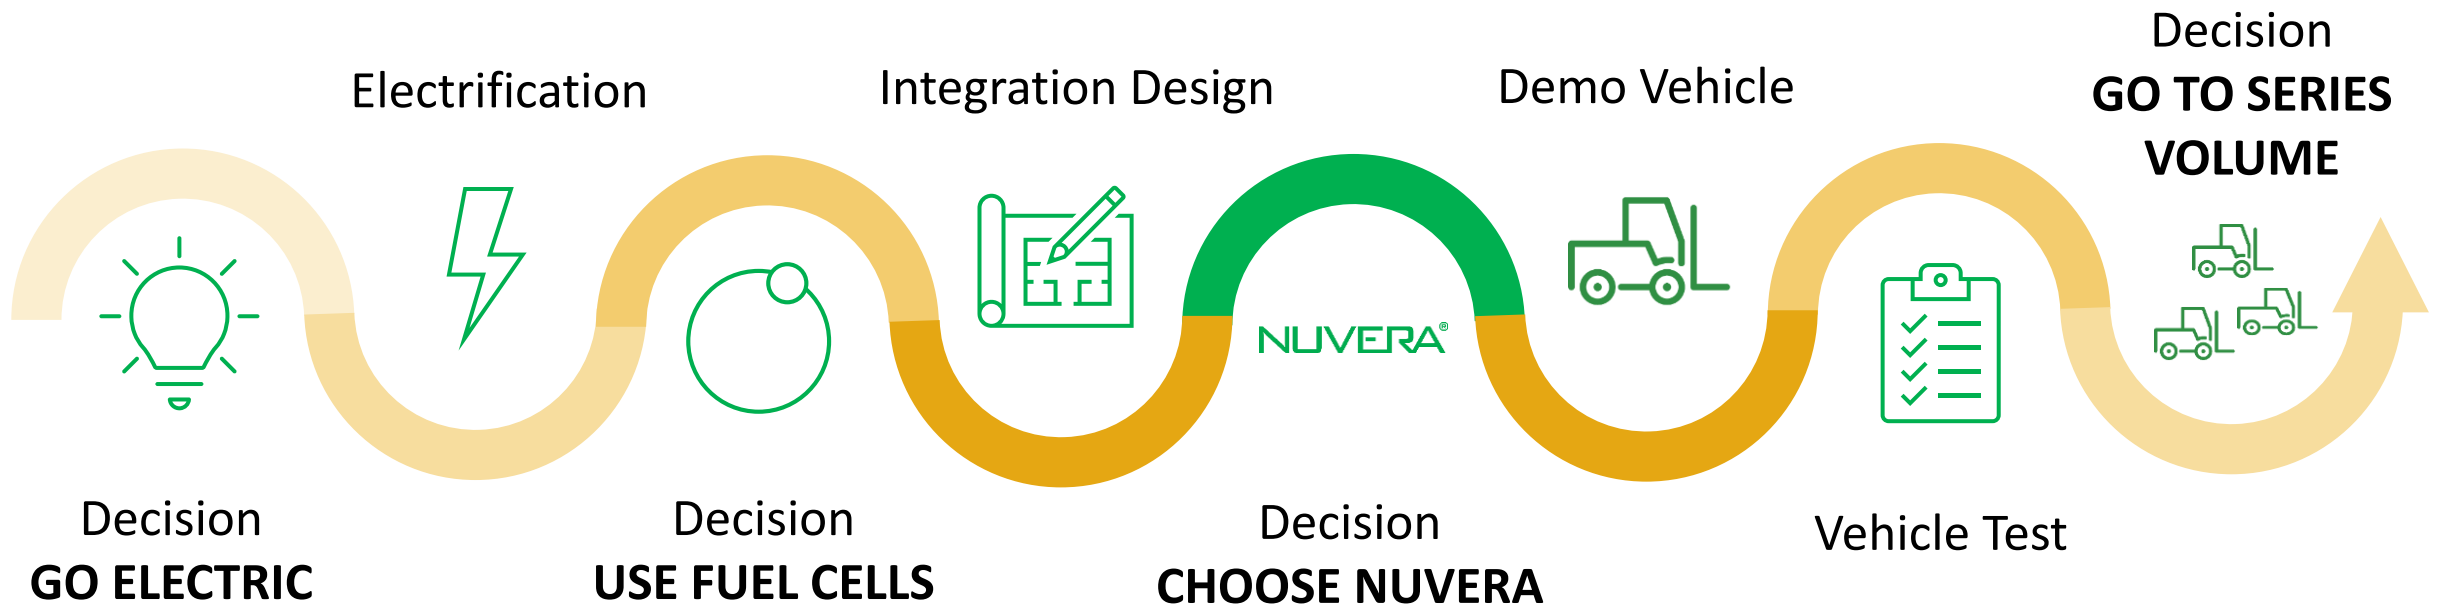 Decision
GO ELECTRIC
Electrification
Decision
USE FUEL CELLS
Integration Design
NUVERA®
Decision
CHOOSE NUVERA
Demo Vehicle
Vehicle Test
Decision
GO TO SERIES
VOLUME